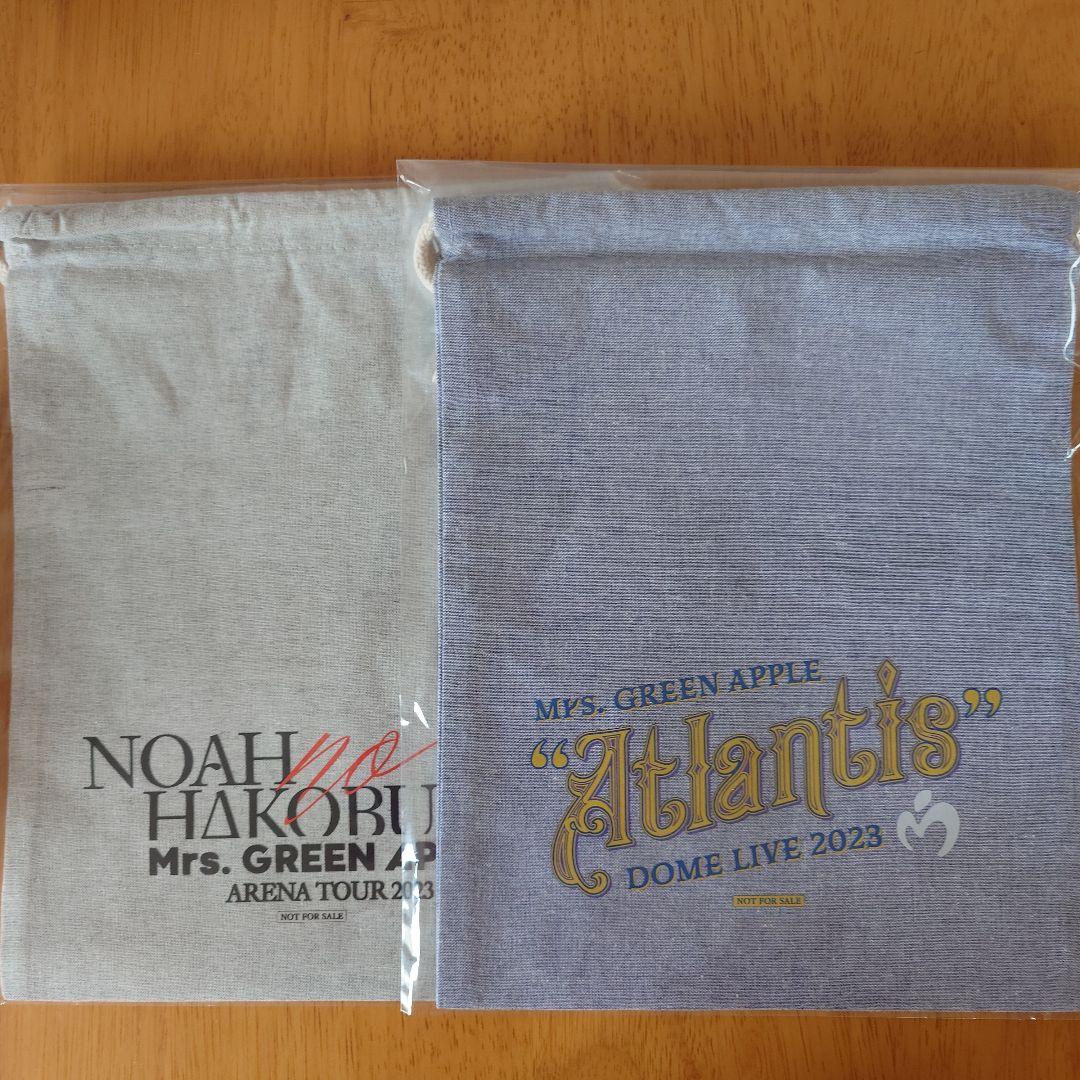 NOAH no
HAKOBU
Mrs. GREEN AP
ARENA TOUR 2023
NOT FOR SALE
Mrs. GREEN APPLE
“Atlantis”
DOME LIVE 2023
NOT FOR SALE